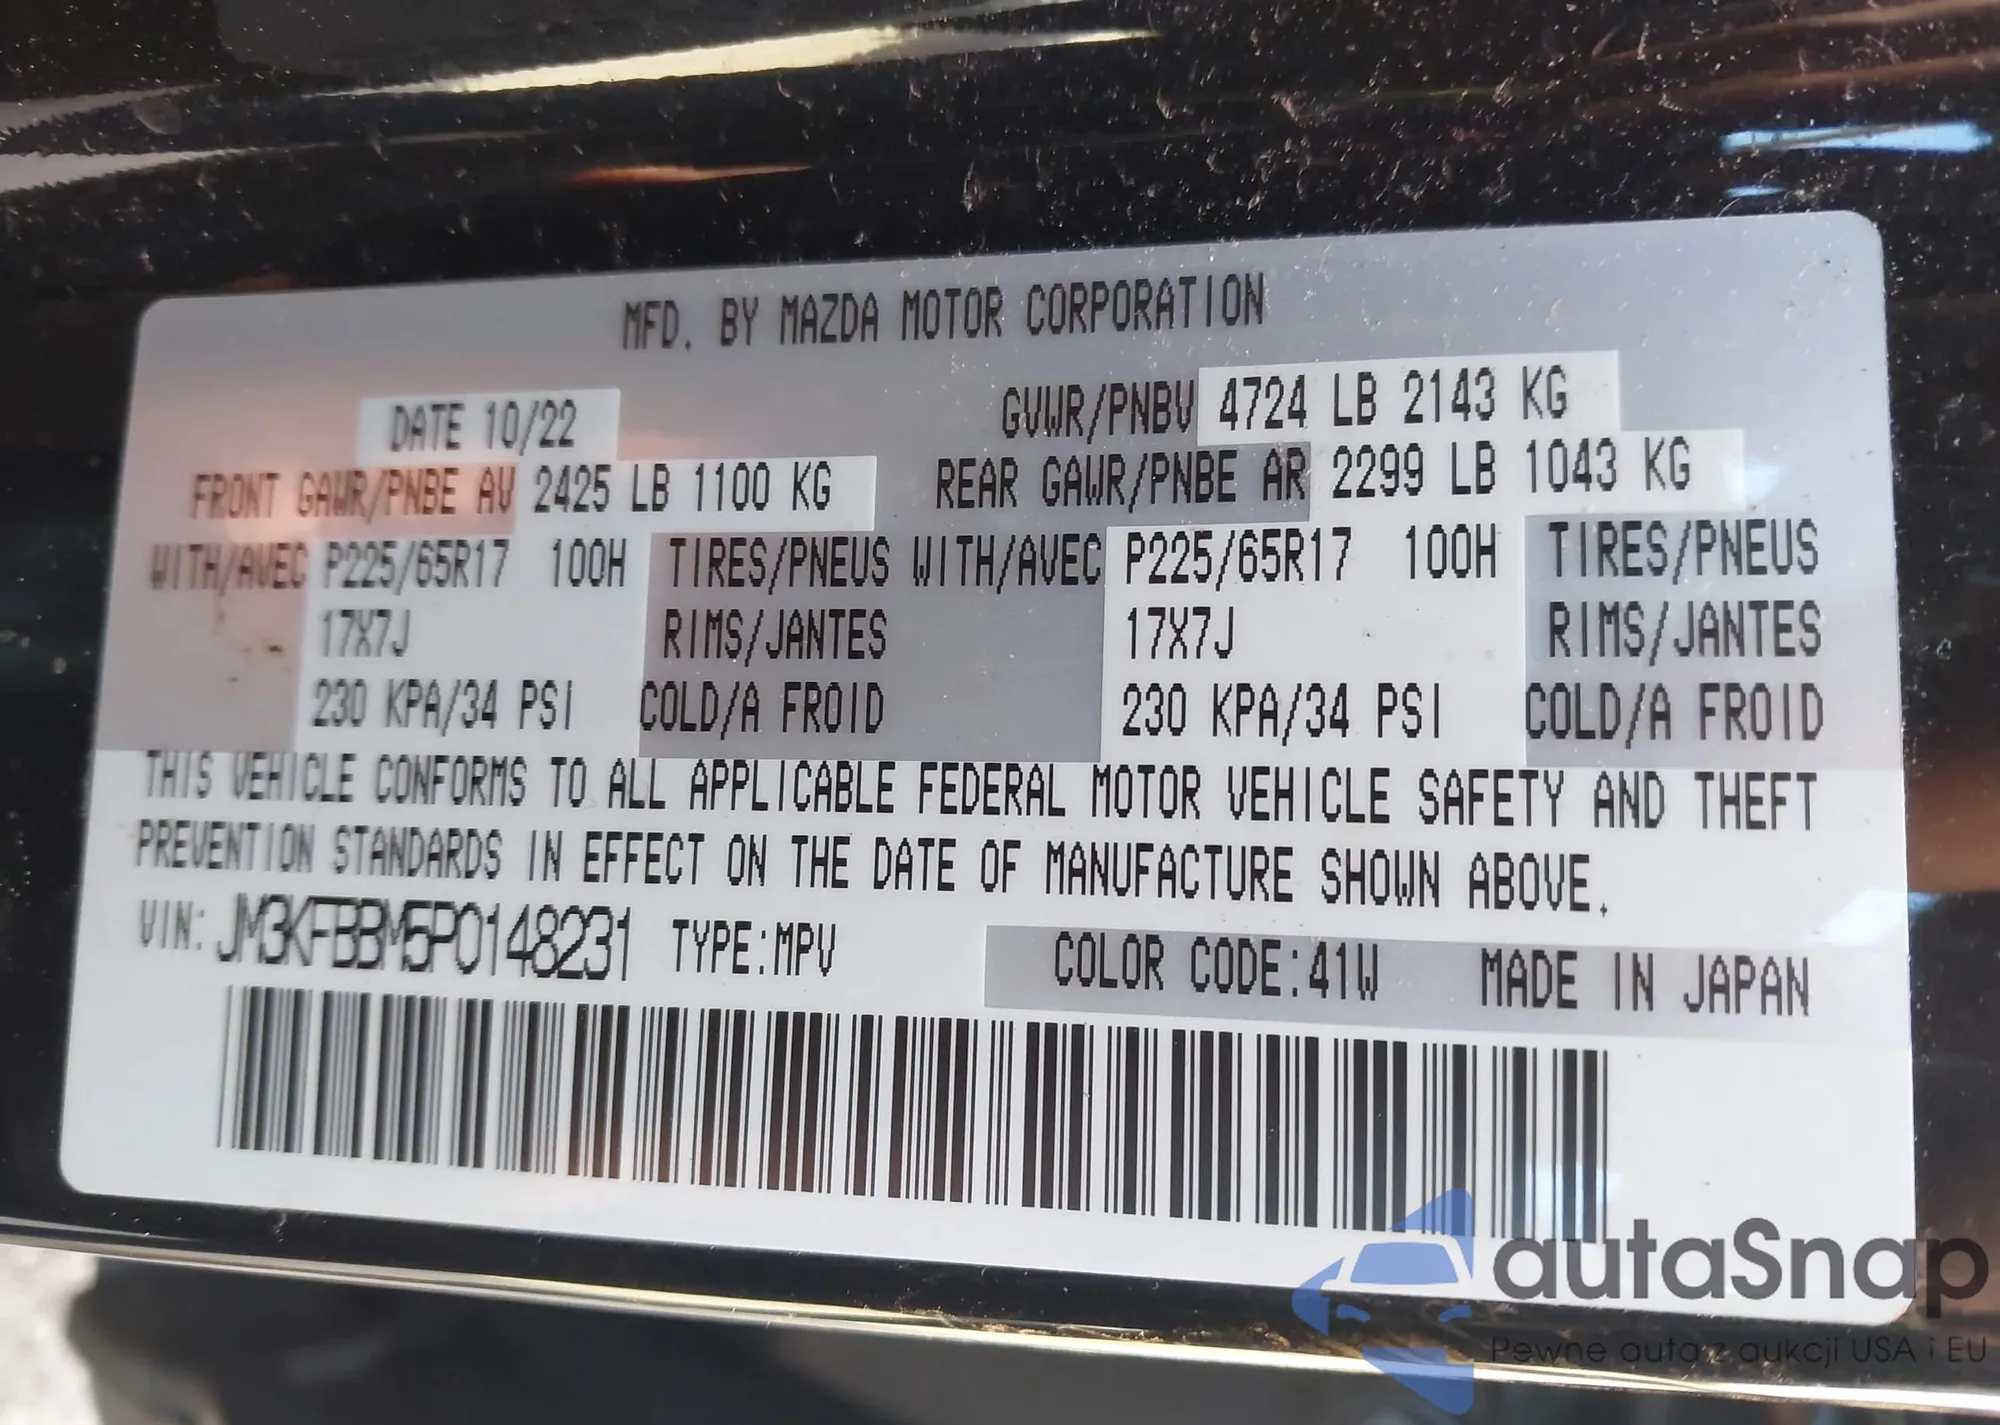 MFD. BY MAZDA MOTOR CORPORATION
DATE 10/22 GVWR/PNBV 4724 LB 2143 KG
FRONT GAWR/PNBE AV 2425 LB 1100 KG REAR GAWR/PNBE AR 2299 LB 1043 KG
WITH/AVEC P225/65R17 100H TIRES/PNEUS WITH/AVEC P225/65R17 100H TIRES/PNEUS
17X7J RIMS/JANTES 17X7J RIMS/JANTES
230 KPA/34 PSI COLD/A FROID 230 KPA/34 PSI COLD/A FROID
THIS VEHICLE CONFORMS TO ALL APPLICABLE FEDERAL MOTOR VEHICLE SAFETY AND THEFT
PREVENTION STANDARDS IN EFFECT ON THE DATE OF MANUFACTURE SHOWN ABOVE.
VIN: JM3KFBBM5P0148231 TYPE:MPV COLOR CODE:41W MADE IN JAPAN
autaSnap
Pewne auta z aukcji USA i EU